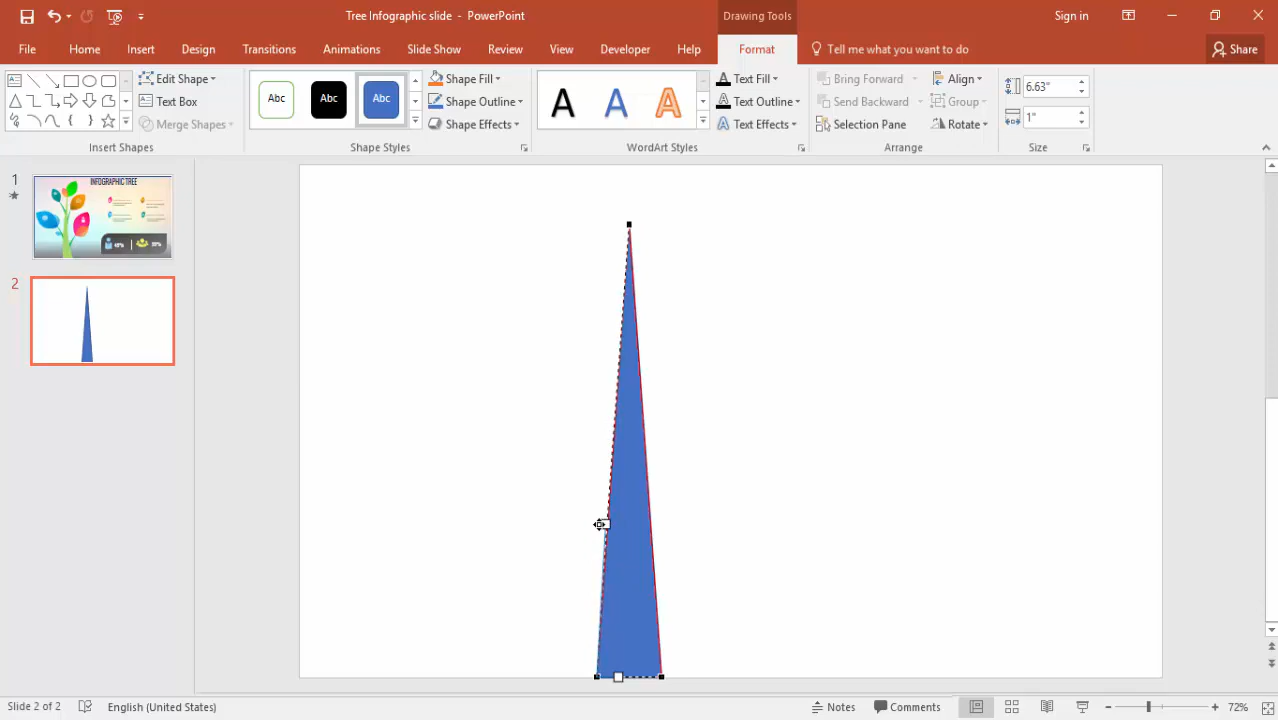 Tree Infographic slide - PowerPoint
Drawing Tools
Sign in
File
Home
Insert
Design
Transitions
Animations
Slide Show
Review
View
Developer
Help
Format
Tell me what you want to do
Share
Edit Shape
Text Box
Merge Shapes
Insert Shapes
Abc
Abc
Abc
Shape Fill
Shape Outline
Shape Effects
Shape Styles
A
A
A
Text Fill
Text Outline
Text Effects
WordArt Styles
Bring Forward
Send Backward
Selection Pane
Align
Group
Rotate
Arrange
6.63"
1"
Size
1
INFOGRAPHIC TREE
2
Slide 2 of 2
English (United States)
Notes
Comments
72%